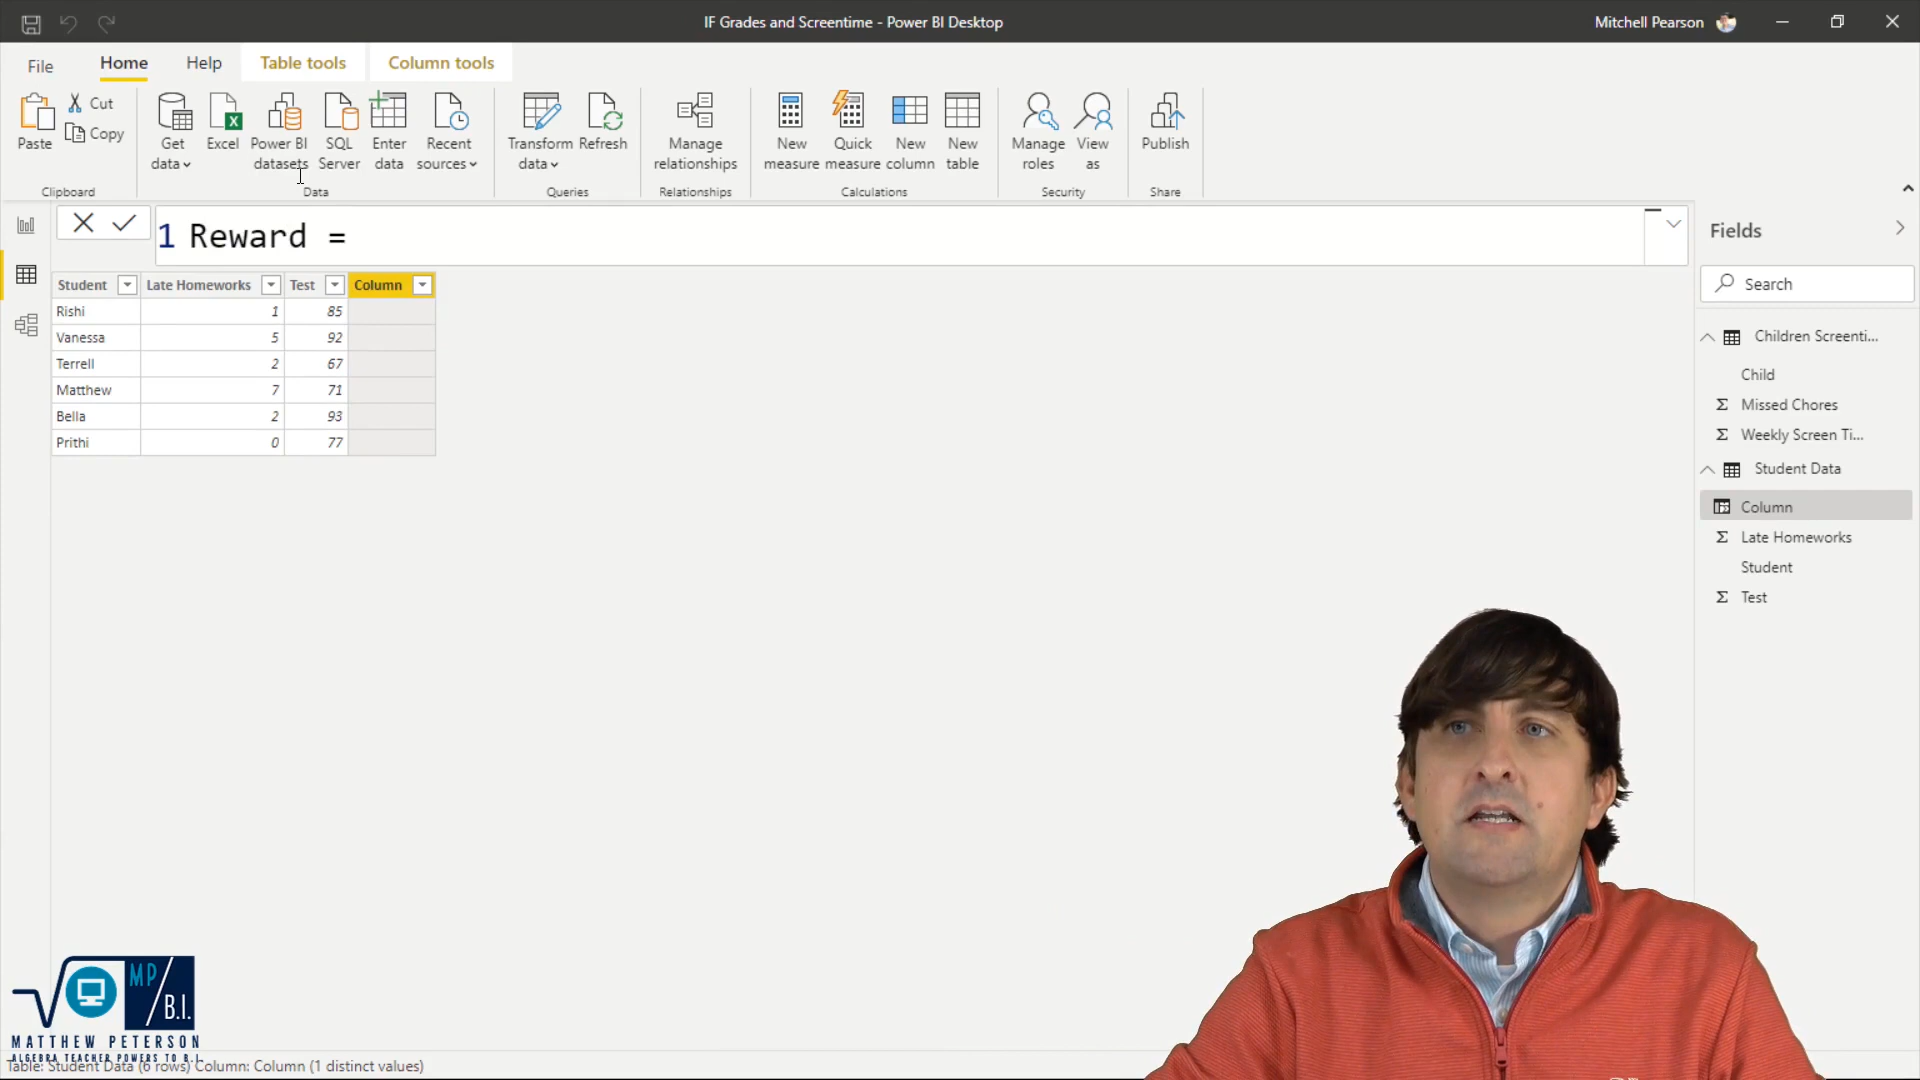 IF Grades and Screentime - Power BI Desktop
Mitchell Pearson
File
Home
Help
Table tools
Column tools
Paste
Cut
Copy
Clipboard
Get data
Excel
Power BI datasets
SQL Server
Enter data
Recent sources
Data
Transform data
Refresh
Queries
Manage relationships
Relationships
New measure
Quick measure
New column
New table
Calculations
Manage roles
View as
Security
Publish
Share
1 Reward =
Student Late Homeworks Test Column
Rishi 1 85
Vanessa 5 92
Terrell 2 67
Matthew 7 71
Bella 2 93
Prithi 0 77
Fields
Search
Children Screenti...
Child
Missed Chores
Weekly Screen Ti...
Student Data
Column
Late Homeworks
Student
Test
MP
B.I.
MATTHEW PETERSON
ALGEBRA TEACHER POWERS TO B.I.
Table: Student Data (6 rows) Column: Column (1 distinct values)